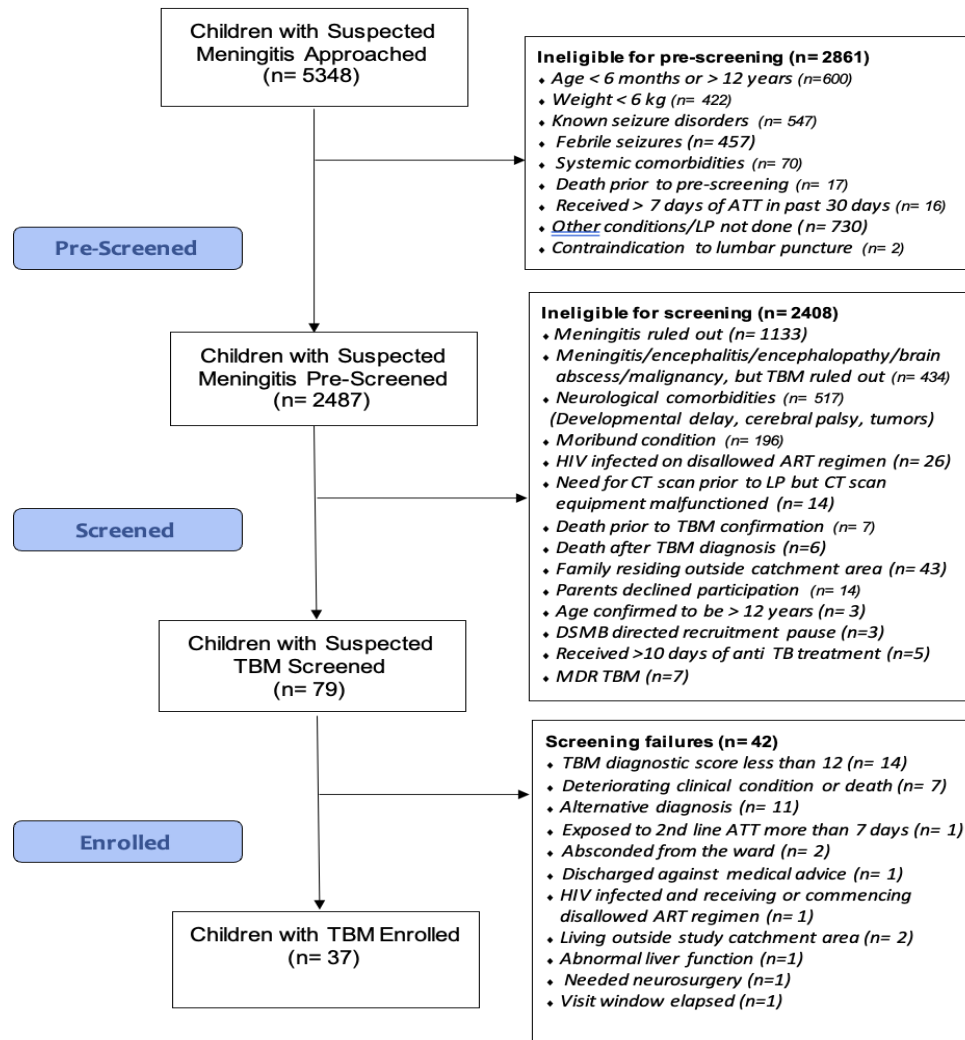 Children with Suspected
Meningitis Approached
(n= 5348)
Ineligible for pre-screening (n= 2861)
⬥ Age < 6 months or > 12 years (n=600)
⬥ Weight < 6 kg (n= 422)
⬥ Known seizure disorders (n= 547)
⬥ Febrile seizures (n= 457)
⬥ Systemic comorbidities (n= 70)
⬥ Death prior to pre-screening (n= 17)
⬥ Received > 7 days of ATT in past 30 days (n= 16)
⬥ Other conditions/LP not done (n= 730)
⬥ Contraindication to lumbar puncture (n= 2)
Pre-Screened
Children with Suspected
Meningitis Pre-Screened
(n= 2487)
Ineligible for screening (n= 2408)
⬥ Meningitis ruled out (n= 1133)
⬥ Meningitis/encephalitis/encephalopathy/brain
abscess/malignancy, but TBM ruled out (n= 434)
⬥ Neurological comorbidities (n= 517)
(Developmental delay, cerebral palsy, tumors)
⬥ Moribund condition (n= 196)
⬥ HIV infected on disallowed ART regimen (n= 26)
⬥ Need for CT scan prior to LP but CT scan
equipment malfunctioned (n= 14)
⬥ Death prior to TBM confirmation (n= 7)
⬥ Death after TBM diagnosis (n=6)
⬥ Family residing outside catchment area (n= 43)
⬥ Parents declined participation (n= 14)
⬥ Age confirmed to be > 12 years (n= 3)
⬥ DSMB directed recruitment pause (n=3)
⬥ Received >10 days of anti TB treatment (n=5)
⬥ MDR TBM (n=7)
Screened
Children with Suspected
TBM Screened
(n= 79)
Screening failures (n= 42)
⬥ TBM diagnostic score less than 12 (n= 14)
⬥ Deteriorating clinical condition or death (n= 7)
⬥ Alternative diagnosis (n= 11)
⬥ Exposed to 2nd line ATT more than 7 days (n= 1)
⬥ Absconded from the ward (n= 2)
⬥ Discharged against medical advice (n= 1)
⬥ HIV infected and receiving or commencing
disallowed ART regimen (n= 1)
⬥ Living outside study catchment area (n= 2)
⬥ Abnormal liver function (n=1)
⬥ Needed neurosurgery (n=1)
⬥ Visit window elapsed (n=1)
Enrolled
Children with TBM Enrolled
(n= 37)